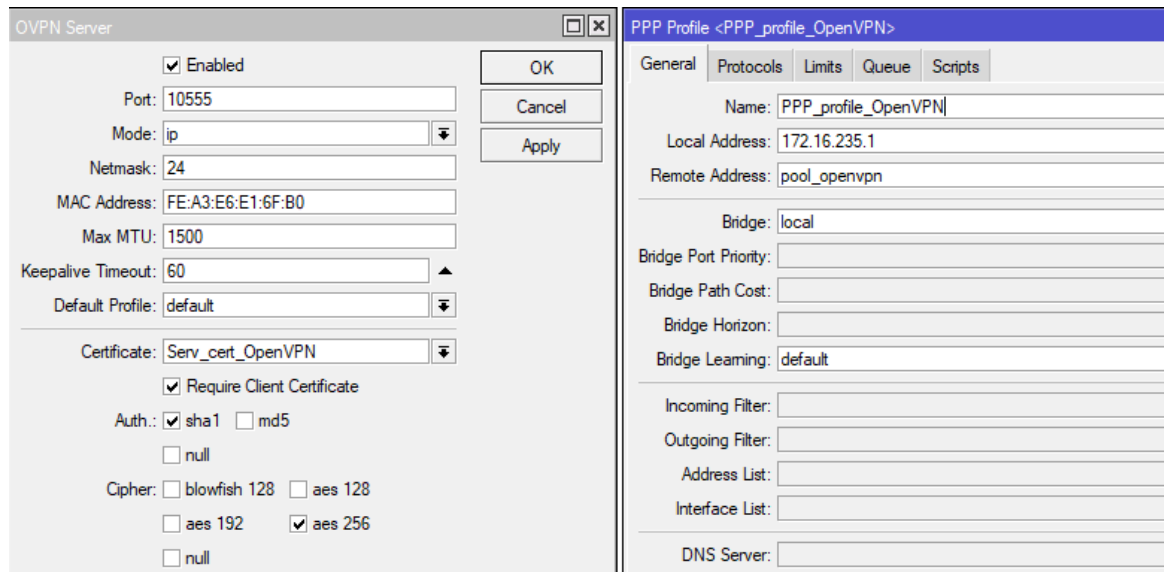 OVPN Server
Enabled
OK
Port: 10555
Cancel
Mode: ip
Apply
Netmask: 24
MAC Address: FE:A3:E6:E1:6F:B0
Max MTU: 1500
Keepalive Timeout: 60
Default Profile: default
Certificate: Serv_cert_OpenVPN
Require Client Certificate
Auth.: sha1 md5
null
Cipher: blowfish 128 aes 128
aes 192 aes 256
null
PPP Profile <PPP_profile_OpenVPN>
General Protocols Limits Queue Scripts
Name: PPP_profile_OpenVPN
Local Address: 172.16.235.1
Remote Address: pool_openvpn
Bridge: local
Bridge Port Priority:
Bridge Path Cost:
Bridge Horizon:
Bridge Learning: default
Incoming Filter:
Outgoing Filter:
Address List:
Interface List:
DNS Server: